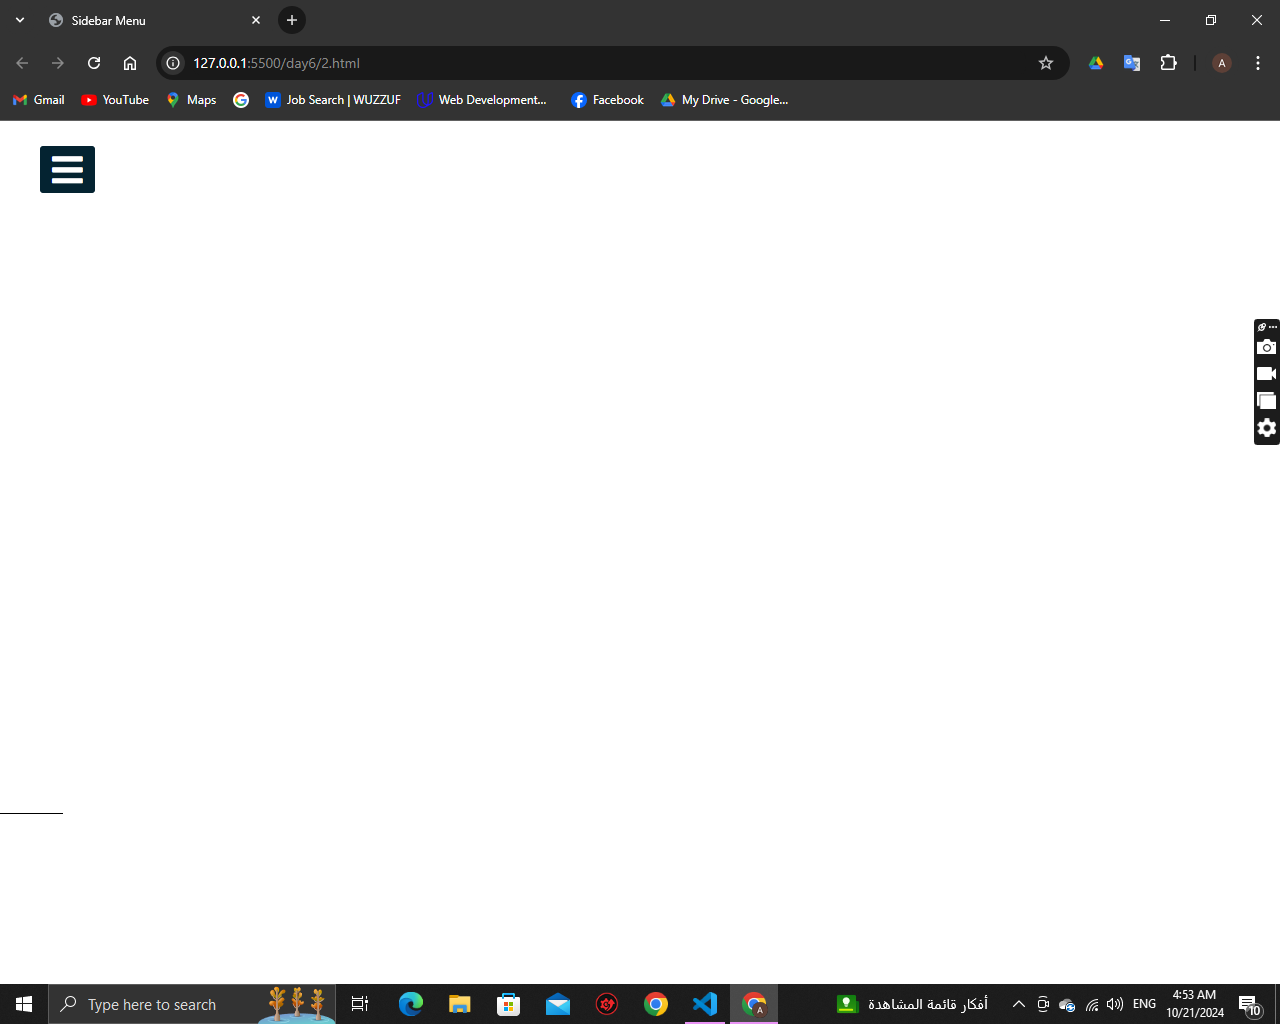 Sidebar Menu
127.0.0.1:5500/day6/2.html
A
Gmail
YouTube
Maps
Job Search | WUZZUF
Web Development...
Facebook
My Drive - Google...
Type here to search
أفكار قائمة المشاهدة
ENG
4:53 AM
10/21/2024
10